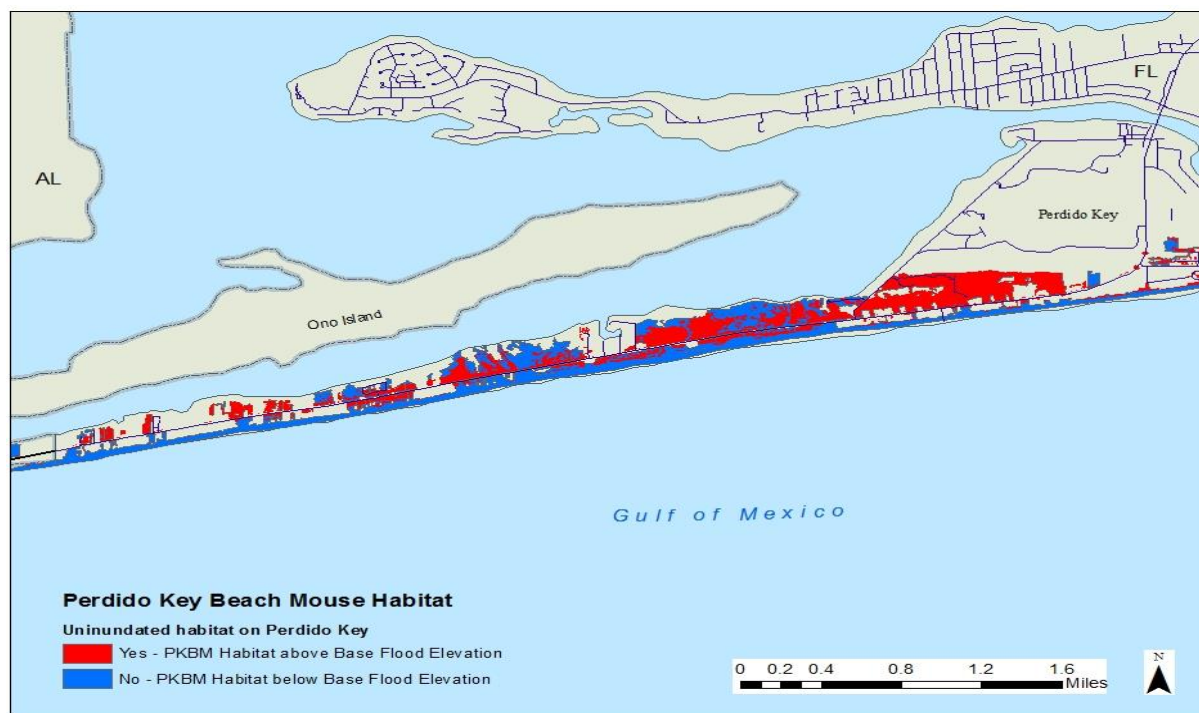 FL
AL
Perdido Key
Ono Island
Gulf of Mexico
Perdido Key Beach Mouse Habitat
Uninundated habitat on Perdido Key
Yes - PKBM Habitat above Base Flood Elevation
No - PKBM Habitat below Base Flood Elevation
0 0.2 0.4 0.8 1.2 1.6
Miles
N